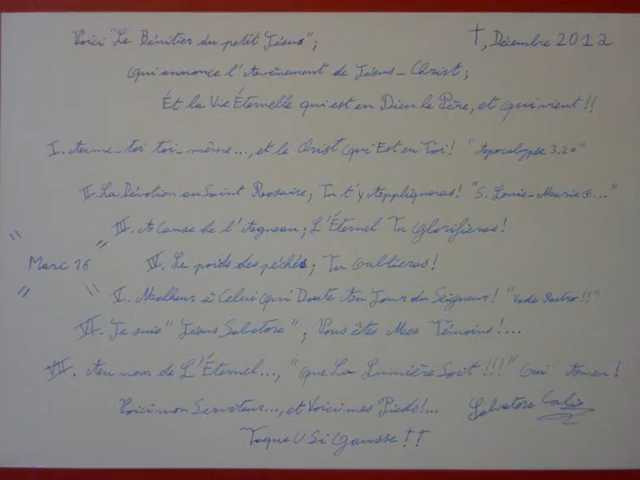 Voici "Le Bénitier du petit Jésus";
†, Décembre 2012
Qui annonce l'Avènement de Jésus-Christ;
Ét la Vie Éternelle qui est en Dieu le Père, et qui vient!!
I. Aime-toi toi-même..., et le Christ qui Est en Toi! "Apocalypse 3.20"
II. La Dévotion au Saint Rosaire, Tu t'y Appliqueras! "S. Louis-Marie G..."
III. A Cause de l'Agneau; L'Éternel Tu Glorifieras!
Marc 16
IV. Le poids des péchés; Tu oublieras!
V. Malheur à Celui qui Doute Au Jour du Seigneur! "Vade Retro!!"
VI. Je suis "Jésus Salvatore"; Vous êtes Mes Témoins!...
VII. Au nom de L'Éternel..., "que La Lumière Soit!!!" Oui Amen!
Voici mon Serviteur..., et Voici mes Pieds!...
Salvatore Calì